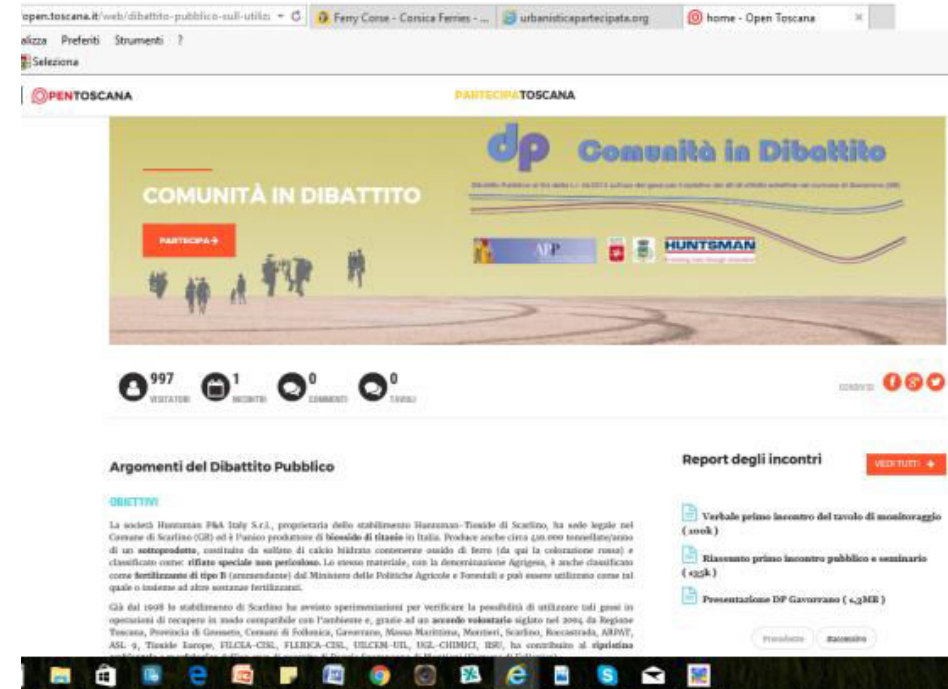 open.toscana.it/web/dibattito-pubblico-sull-utiliz
Ferry Corse - Corsica Ferries - ...
urbanisticapartecipata.org
home - Open Toscana
alizza Preferiti Strumenti ?
Seleziona
OPENTOSCANA
PARTECIPATOSCANA
dp Comunità in Dibattito
COMUNITÀ IN DIBATTITO
PARTECIPA
APP
HUNTSMAN
997 VISITATORI
1 INCONTRI
0 COMMENTI
0 TAVOLI
CONDIVIDI
Argomenti del Dibattito Pubblico
OBIETTIVI
La società Huntsman P&A Italy S.r.l., proprietaria dello stabilimento Huntsman-Tioxide di Scarlino, ha sede legale nel
Comune di Scarlino (GR) ed è l'unico produttore di biossido di titanio in Italia. Produce anche circa 410.000 tonnellate/anno
di un sottoprodotto, costituito da solfato di calcio biidrato contenente ossido di ferro (da qui la colorazione rossa) e
classificato come: rifiuto speciale non pericoloso. Lo stesso materiale, con la denominazione Agrigess, è anche classificato
come fertilizzante di tipo B (ammendante) dal Ministero delle Politiche Agricole e Forestali e può essere utilizzato come tal
quale o insieme ad altre sostanze fertilizzanti.
Già dal 1998 lo stabilimento di Scarlino ha avviato sperimentazioni per verificare la possibilità di utilizzare tali gessi in
operazioni di recupero in modo compatibile con l'ambiente e, grazie ad un accordo volontario siglato nel 2004 da Regione
Toscana, Provincia di Grosseto, Comuni di Follonica, Gavorrano, Massa Marittima, Montieri, Scarlino, Roccastrada, ARPAT,
ASL 9, Tioxide Europe, FILCEA-CISL, FLERICA-CISL, UILCEM-UIL, UGL-CHIMICI, RSU, ha contribuito al ripristino
Report degli incontri
VEDI TUTTI
Verbale primo incontro del tavolo di monitoraggio
( 100k )
Riassunto primo incontro pubblico e seminario
( 435k )
Presentazione DP Gavorrano ( 1,3MB )
Precedente
Successivo